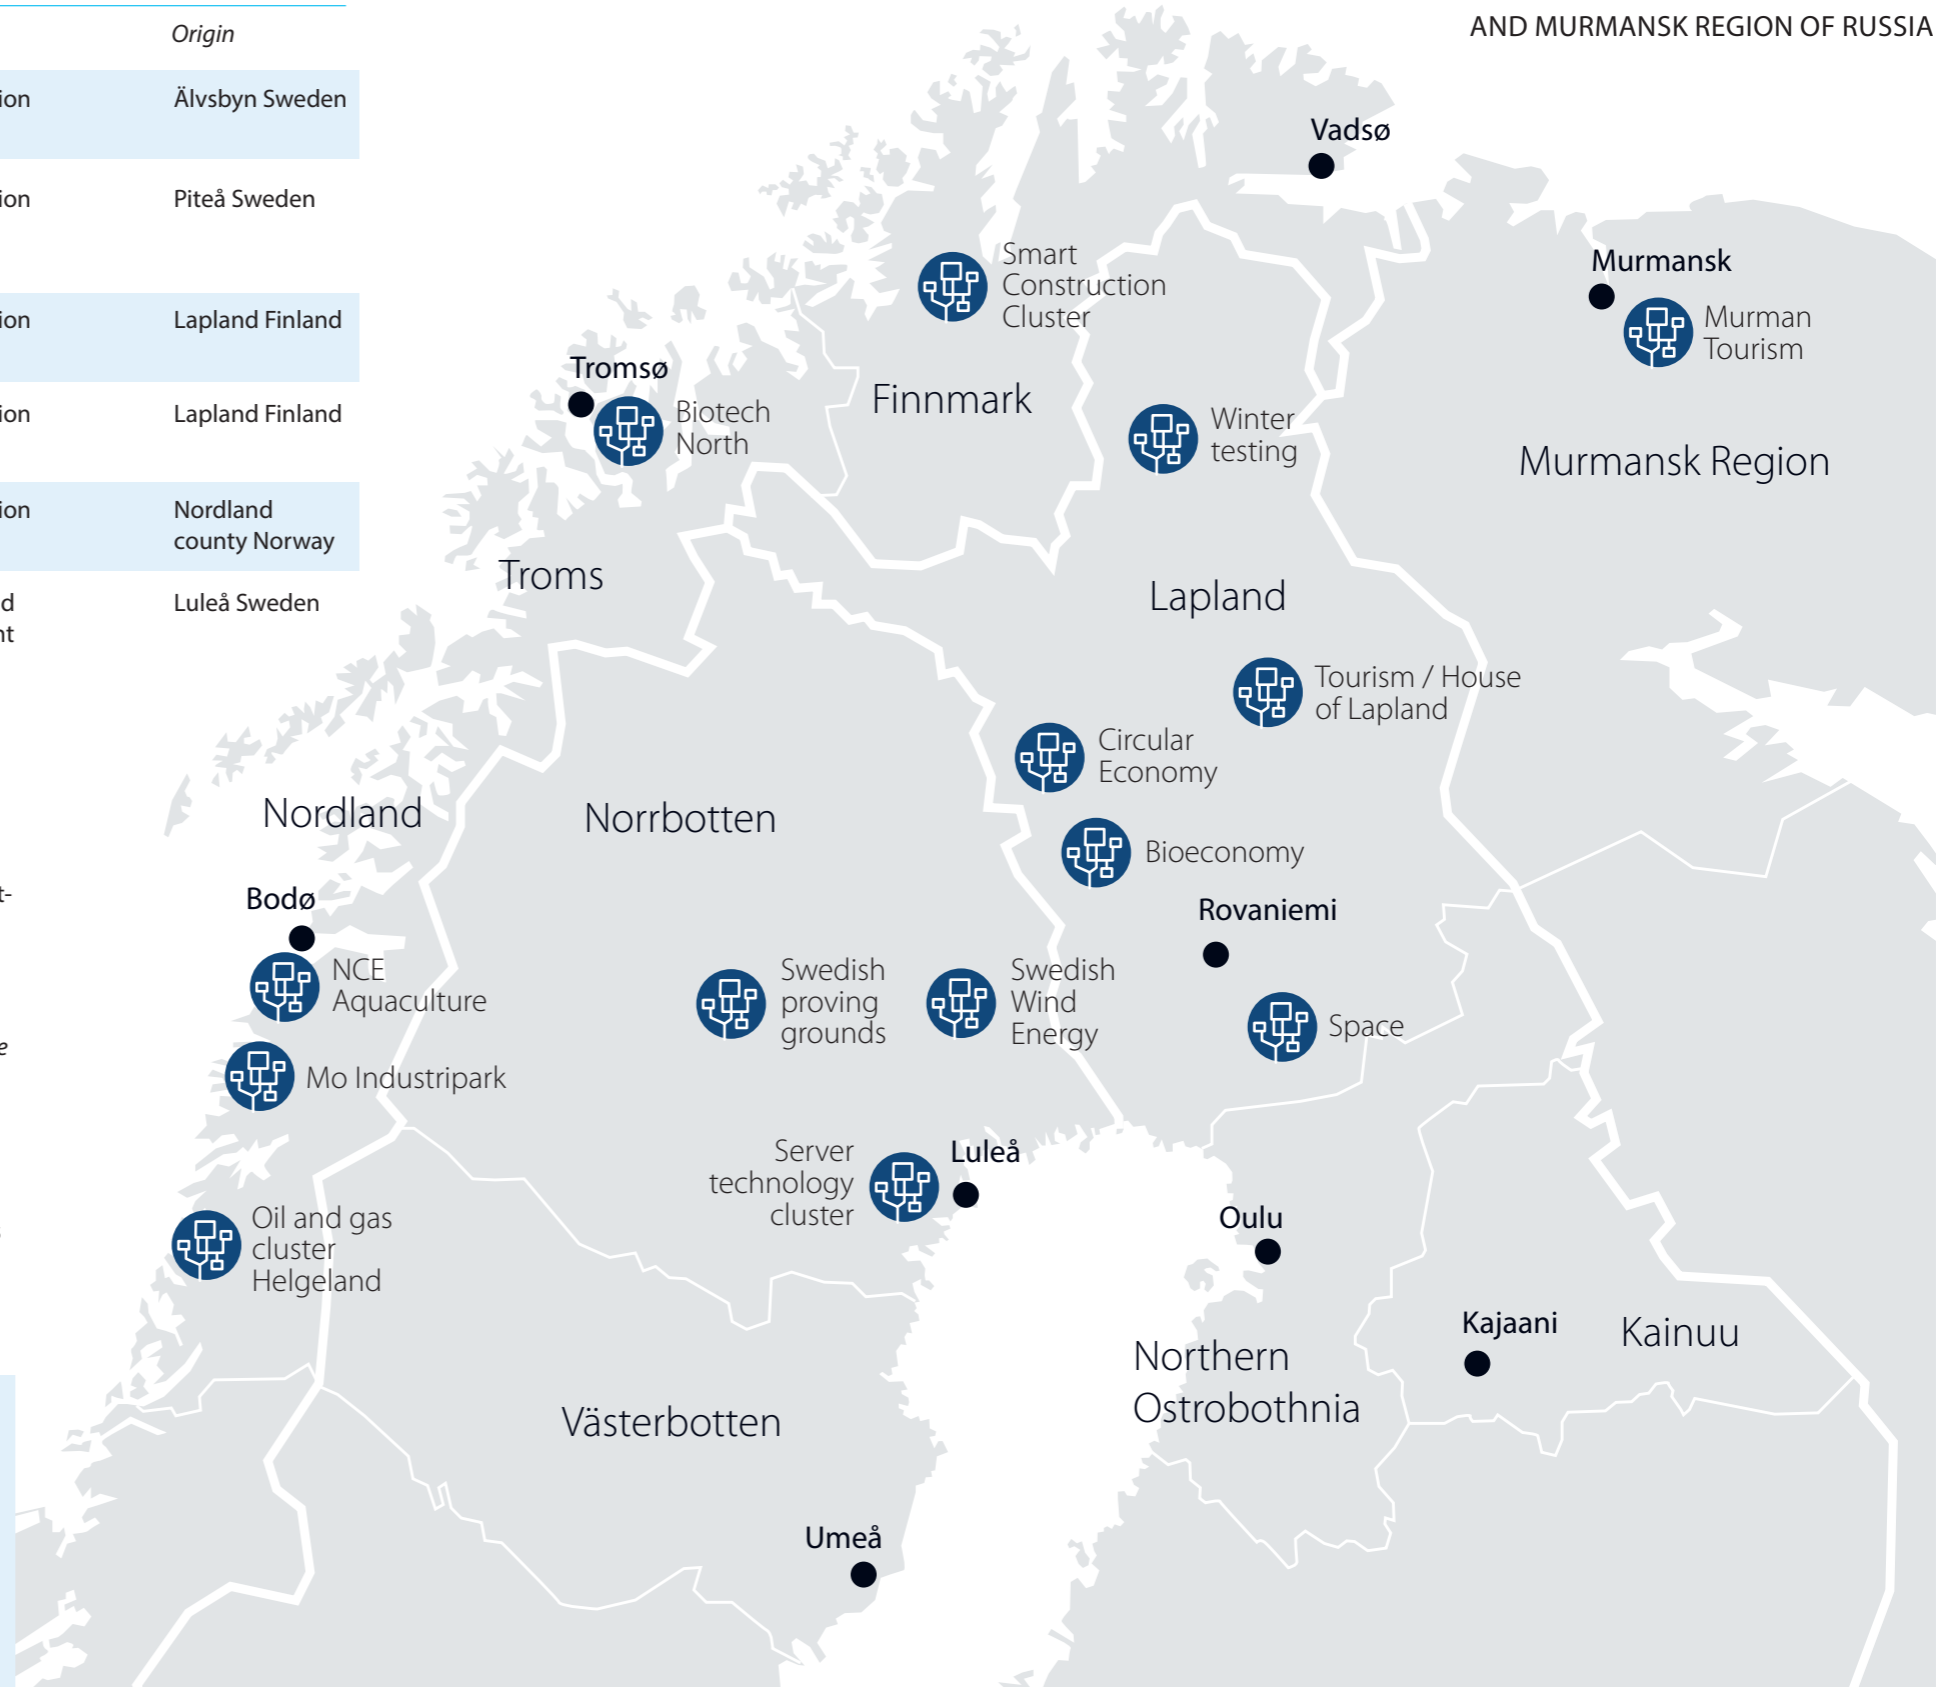 Origin
ion
Älvsbyn Sweden
ion
Piteå Sweden
ion
Lapland Finland
ion
Lapland Finland
ion
Nordland
county Norway
d
nt
Luleå Sweden
t-
e
AND MURMANSK REGION OF RUSSIA
Vadsø
Murmansk
Murman
Tourism
Smart
Construction
Cluster
Tromsø
Biotech
North
Finnmark
Winter
testing
Murmansk Region
Troms
Lapland
Tourism / House
of Lapland
Circular
Economy
Nordland
Norrbotten
Bioeconomy
Bodø
Rovaniemi
NCE
Aquaculture
Swedish
proving
grounds
Swedish
Wind
Energy
Space
Mo Industripark
Server
technology
cluster
Luleå
Oulu
Oil and gas
cluster
Helgeland
Kajaani
Kainuu
Northern
Ostrobothnia
Västerbotten
Umeå